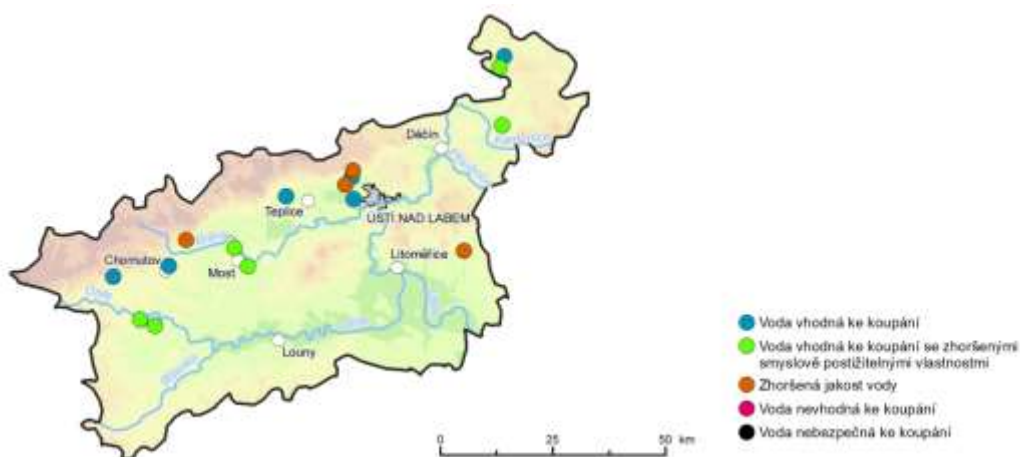 Děčín
Teplice
ÚSTÍ NAD LABEM
Chomutov
Most
Litoměřice
Louny
Voda vhodná ke koupání
Voda vhodná ke koupání se zhoršenými
smyslově postižitelnými vlastnostmi
Zhoršená jakost vody
Voda nevhodná ke koupání
Voda nebezpečná ke koupání
0 25 50 km